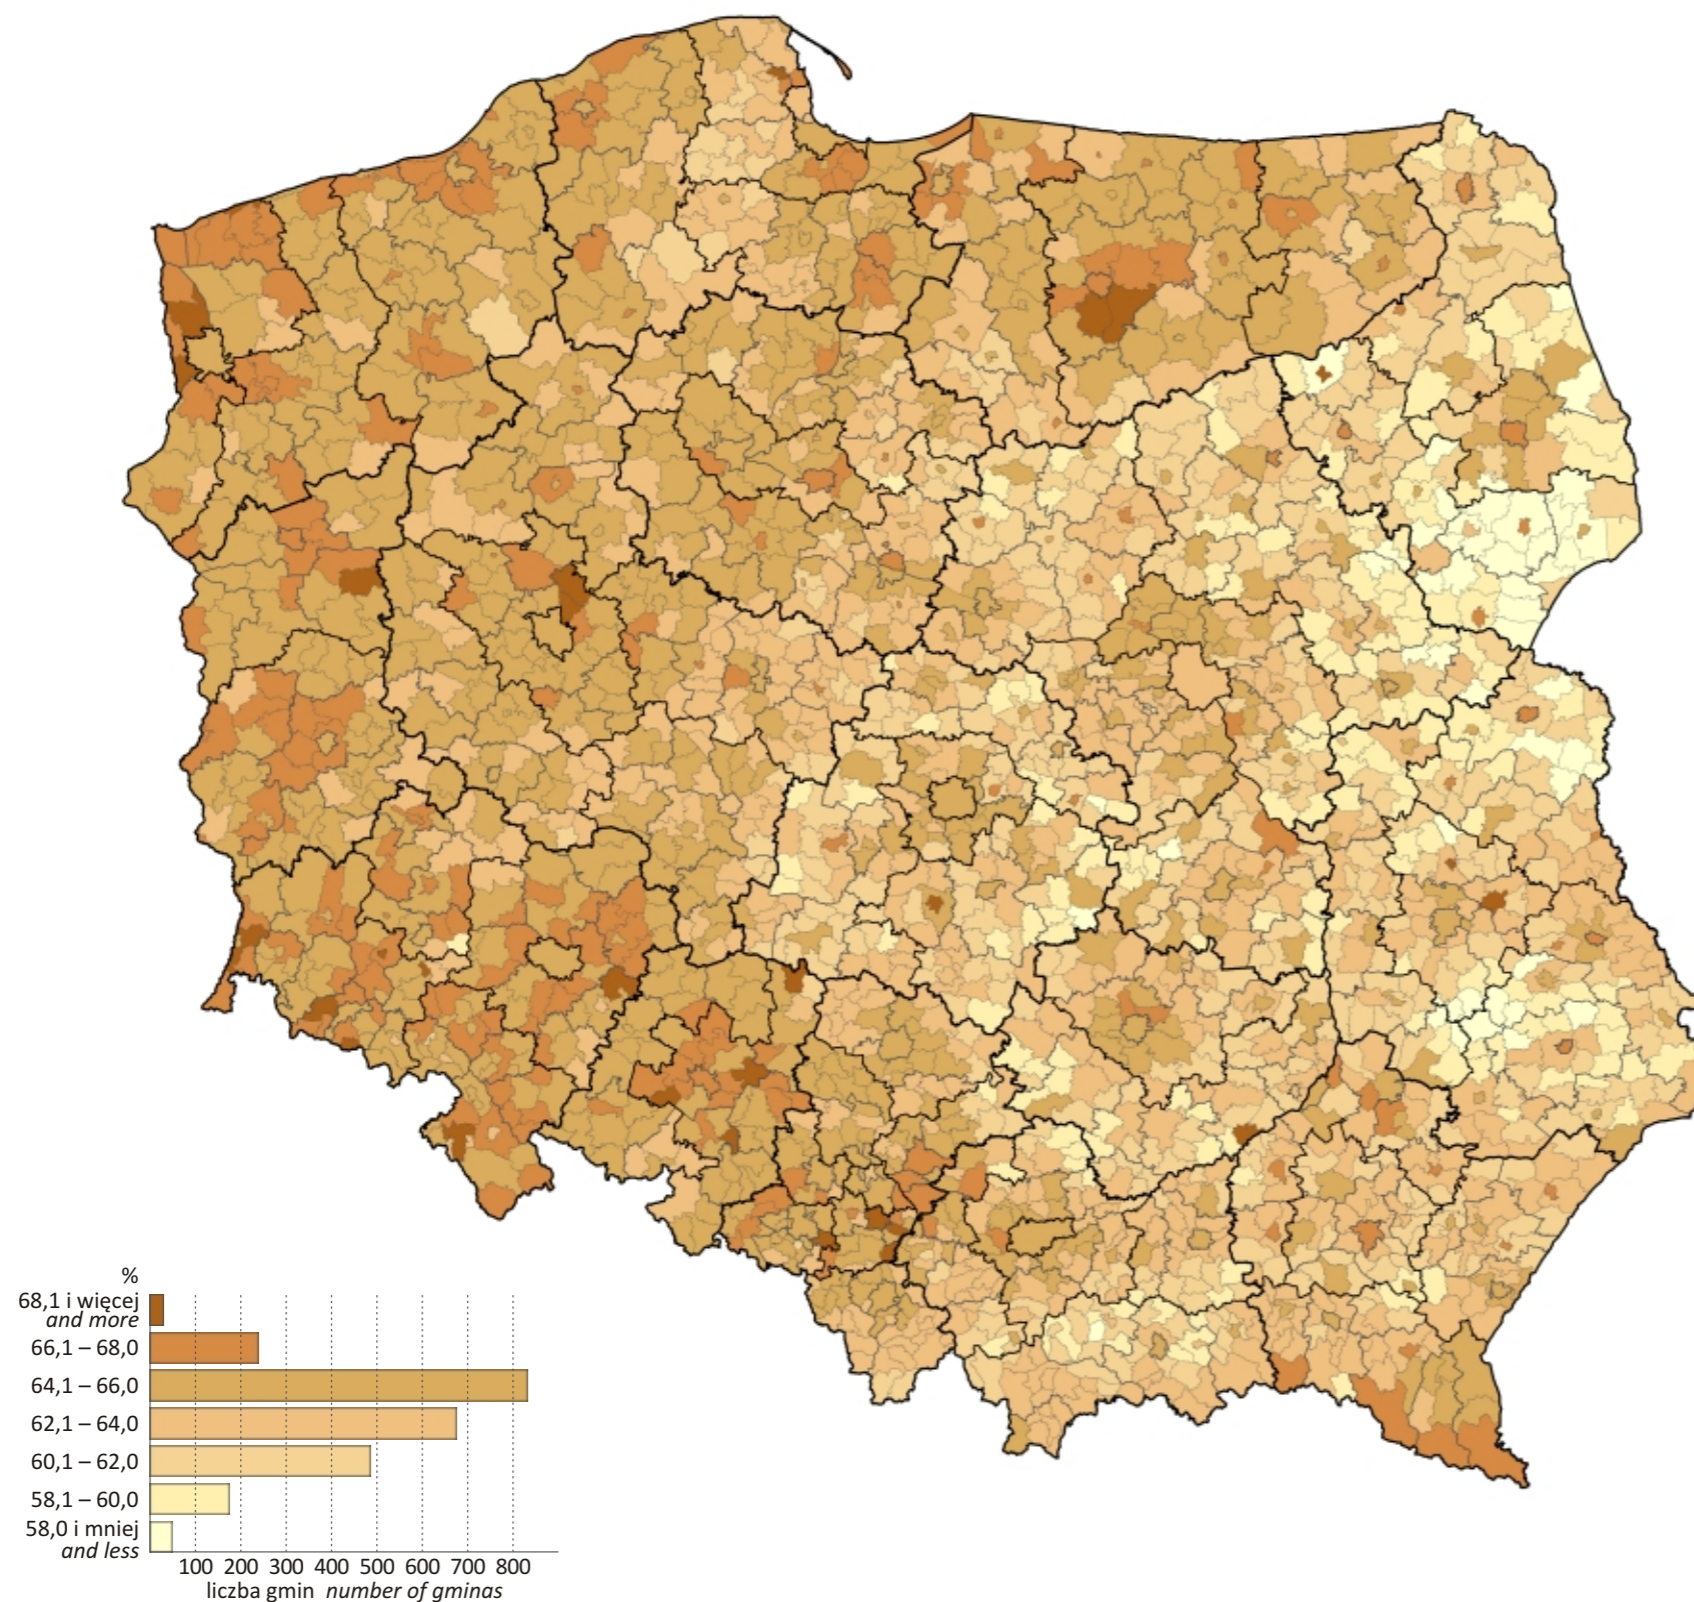 %
68,1 i więcej
and more
66,1 – 68,0
64,1 – 66,0
62,1 – 64,0
60,1 – 62,0
58,1 – 60,0
58,0 i mniej
and less
100 200 300 400 500 600 700 800
liczba gmin number of gminas